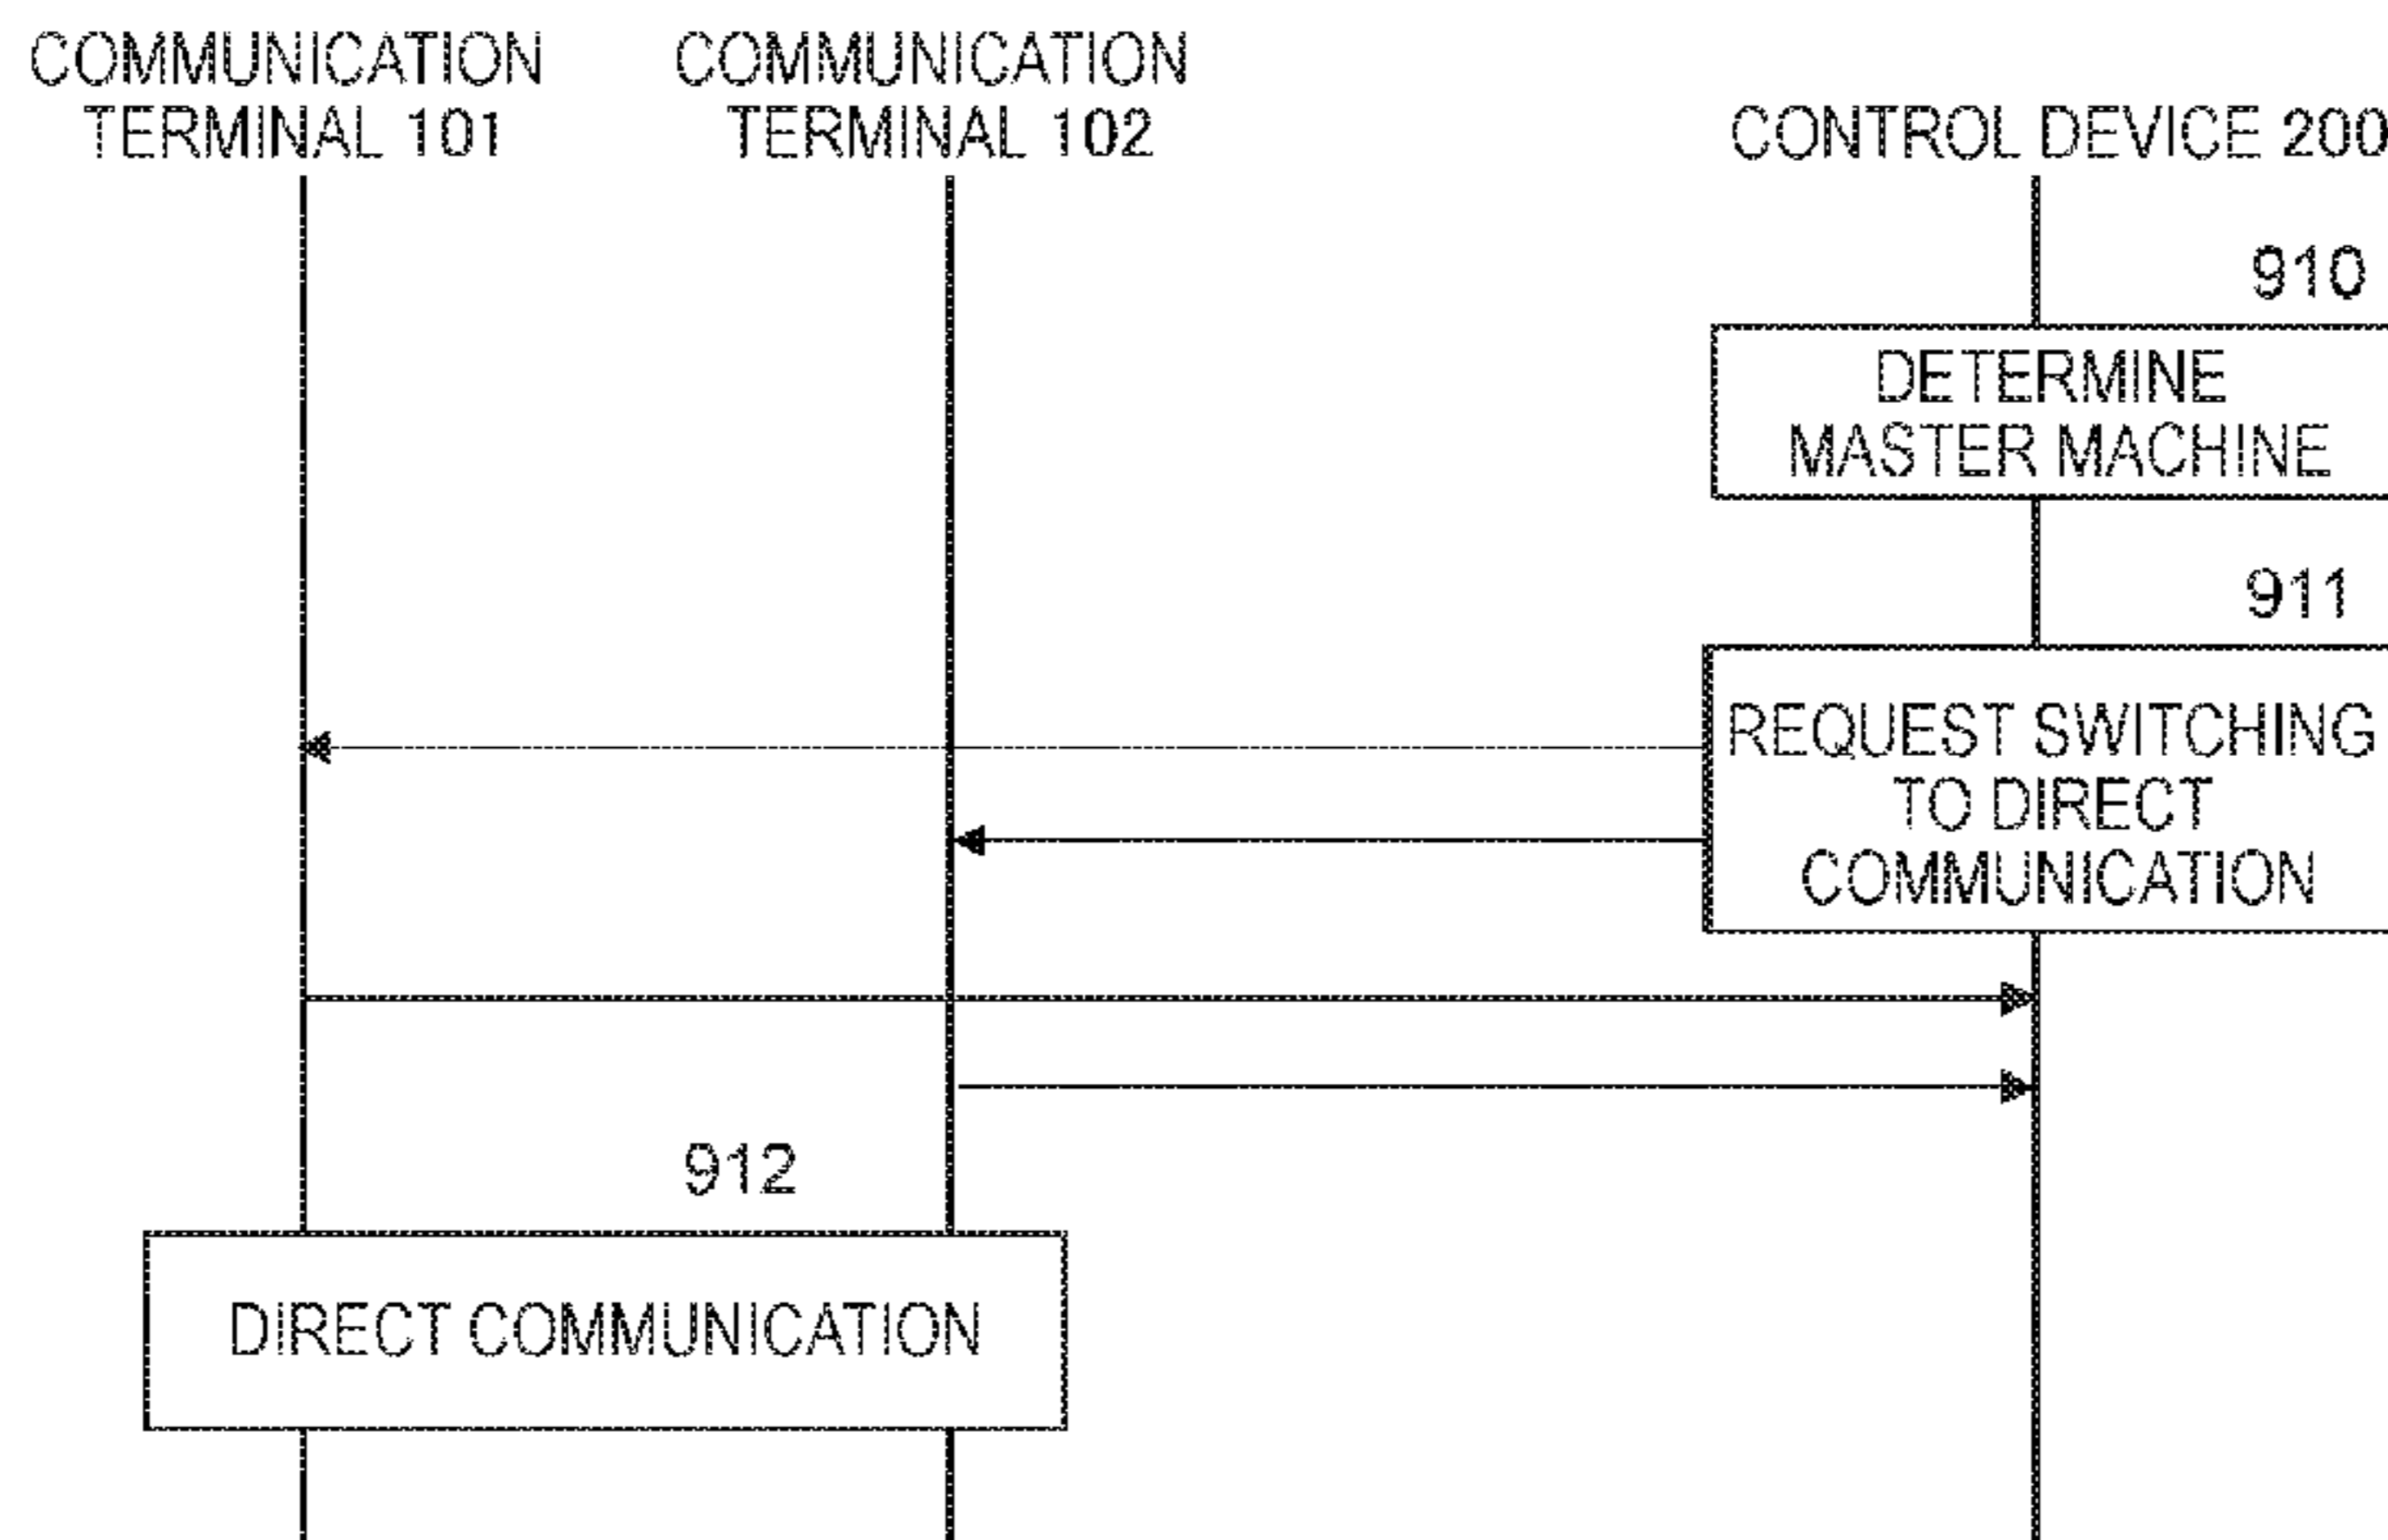 COMMUNICATION
TERMINAL 101
COMMUNICATION
TERMINAL 102
CONTROL DEVICE 200
910
DETERMINE
MASTER MACHINE
911
REQUEST SWITCHING
TO DIRECT
COMMUNICATION
912
DIRECT COMMUNICATION